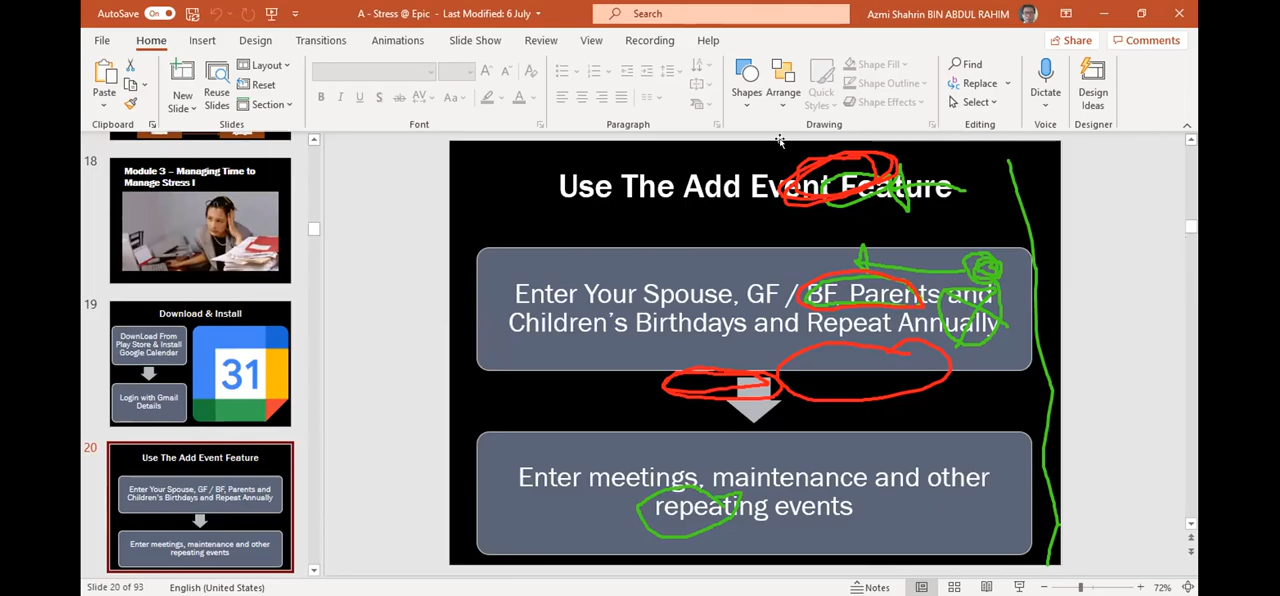 AutoSave On
A - Stress @ Epic - Last Modified: 6 July
Search
Azmi Shahrin BIN ABDUL RAHIM
File Home Insert Draw Design Transitions Animations Slide Show Review View Recording Help
Share Comments
Paste
New Slides
Reuse Slides
Layout
Reset
Section
Shapes
Arrange
Quick Styles
Shape Fill
Shape Outline
Shape Effects
Find
Replace
Select
Dictate
Design Ideas
Clipboard Slides Font Paragraph Drawing Editing Voice Designer
18
Module 3 – Managing Time to
Manage Stress I
19
Download & Install
DownLoad From
Play Store & Install
Google Calendar
31
Login with Gmail
Details
20
Use The Add Event Feature
Enter Your Spouse, GF / BF, Parents and
Children's Birthdays and Repeat Annually
Enter meetings, maintenance and other
repeating events
Use The Add Event Feature
Enter Your Spouse, GF / BF, Parents and
Children's Birthdays and Repeat Annually
Enter meetings, maintenance and other
repeating events
Slide 20 of 93 English (United States) Notes 72%